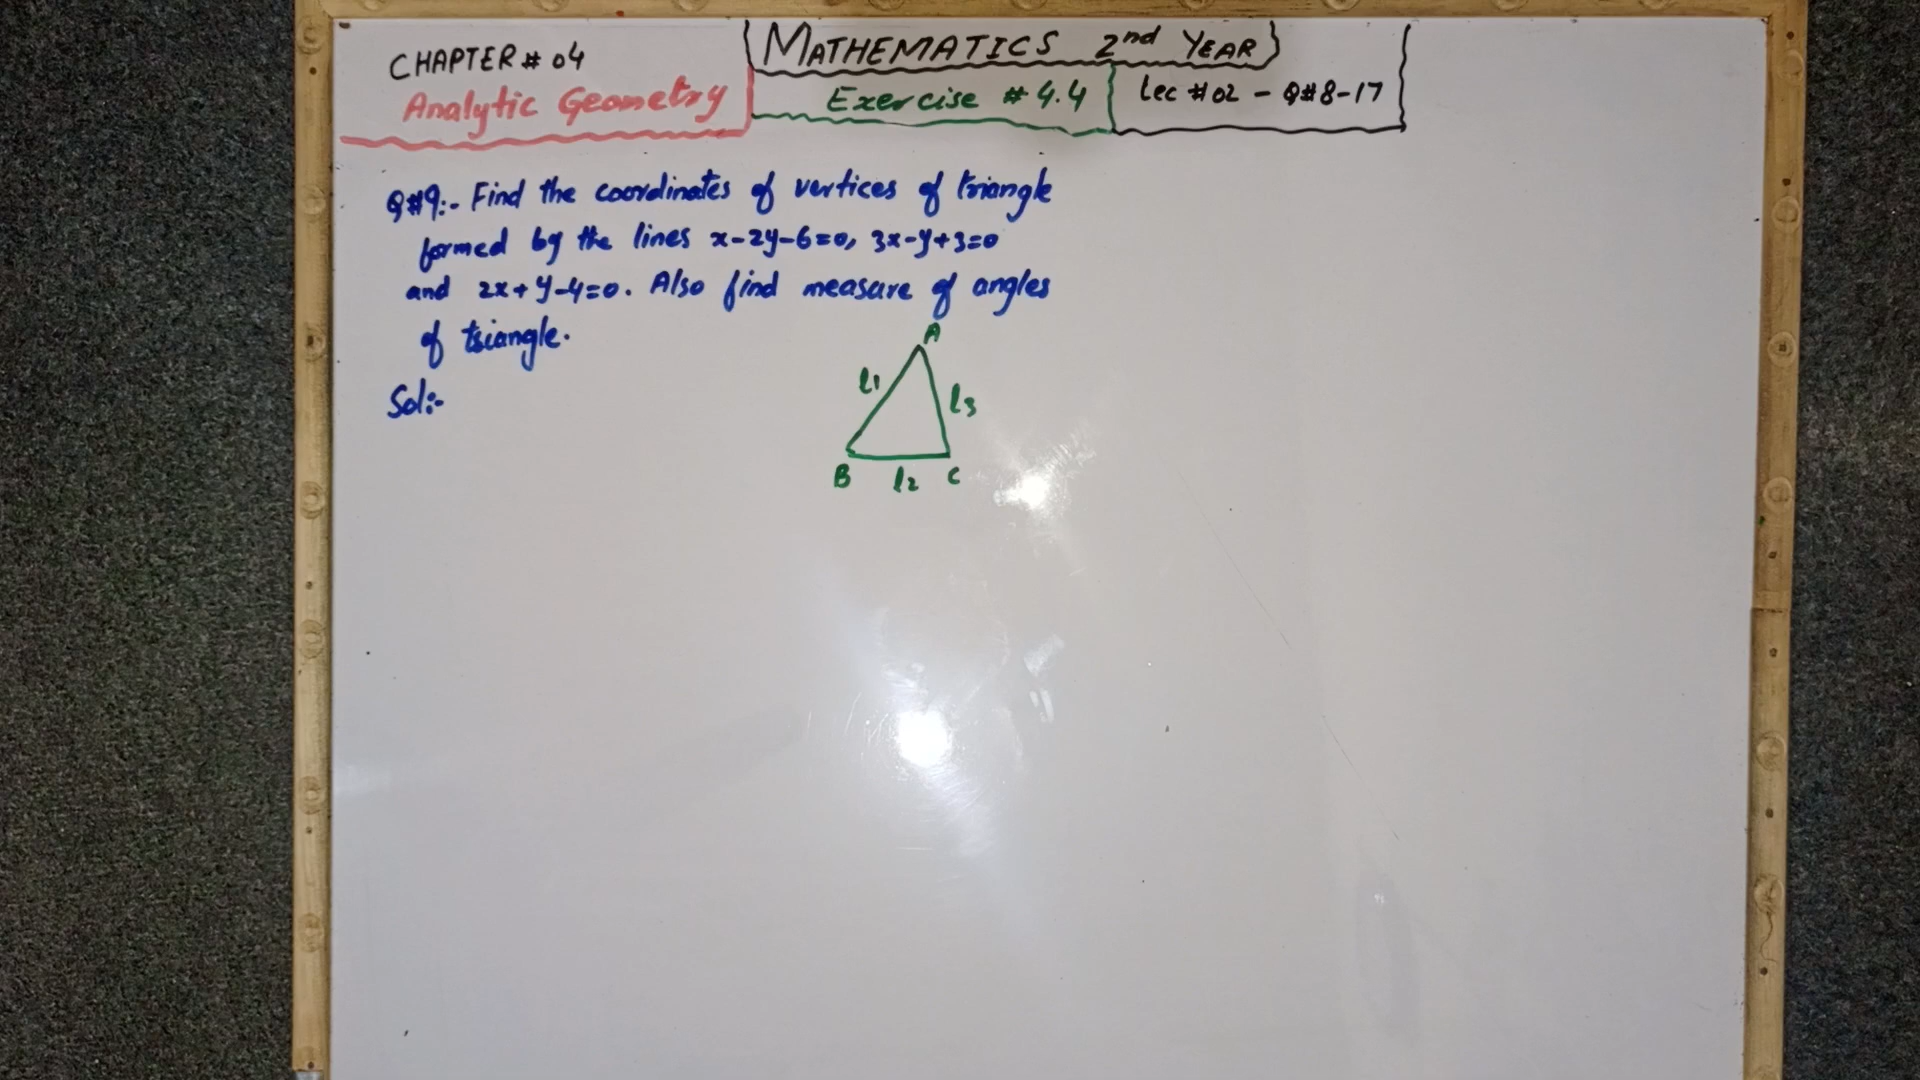 CHAPTER # 04
Analytic Geometry
MATHEMATICS 2nd YEAR
Exercise # 4.4
Lec # 02 - Q#8-17
Q#9:- Find the coordinates of vertices of triangle
formed by the lines x-2y-6=0, 3x-y+3=0
and 2x+y-4=0. Also find measure of angles
of triangle.
Sol:-
A
l1
l3
B l2 C